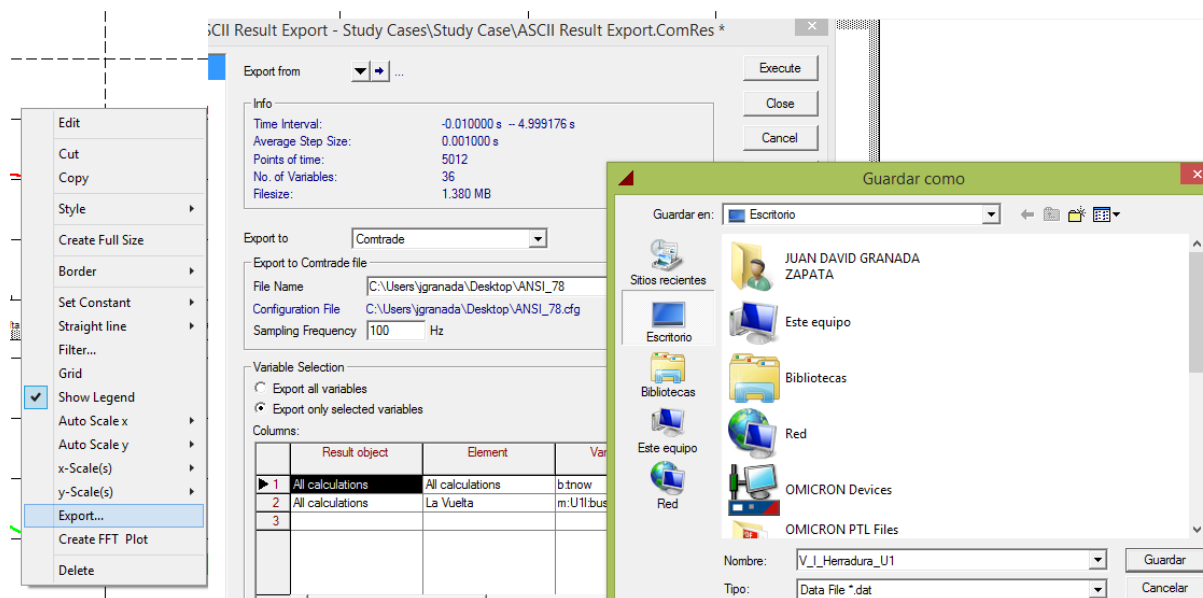 Edit
Cut
Copy
Style
Create Full Size
Border
Set Constant
Straight line
Filter...
Grid
Show Legend
Auto Scale x
Auto Scale y
x-Scale(s)
y-Scale(s)
Export...
Create FFT Plot
Delete
SCII Result Export - Study Cases\Study Case\ASCII Result Export.ComRes *
Export from
...
Execute
Close
Cancel
Info
Time Interval: -0.010000 s -- 4.999176 s
Average Step Size: 0.001000 s
Points of time: 5012
No. of Variables: 36
Filesize: 1.380 MB
Export to Comtrade
Export to Comtrade file
File Name C:\Users\jgranada\Desktop\ANSI_78
Configuration File C:\Users\jgranada\Desktop\ANSI_78.cfg
Sampling Frequency 100 Hz
Variable Selection
Export all variables
Export only selected variables
Columns:
Result object Element Var
1 All calculations All calculations b:tnow
2 All calculations La Vuelta m:U1l:bus
3
Guardar como
Guardar en: Escritorio
Sitios recientes
Escritorio
Bibliotecas
Este equipo
Red
JUAN DAVID GRANADA
ZAPATA
Este equipo
Bibliotecas
Red
OMICRON Devices
OMICRON PTL Files
Nombre: V_I_Herradura_U1 Guardar
Tipo: Data File *.dat Cancelar